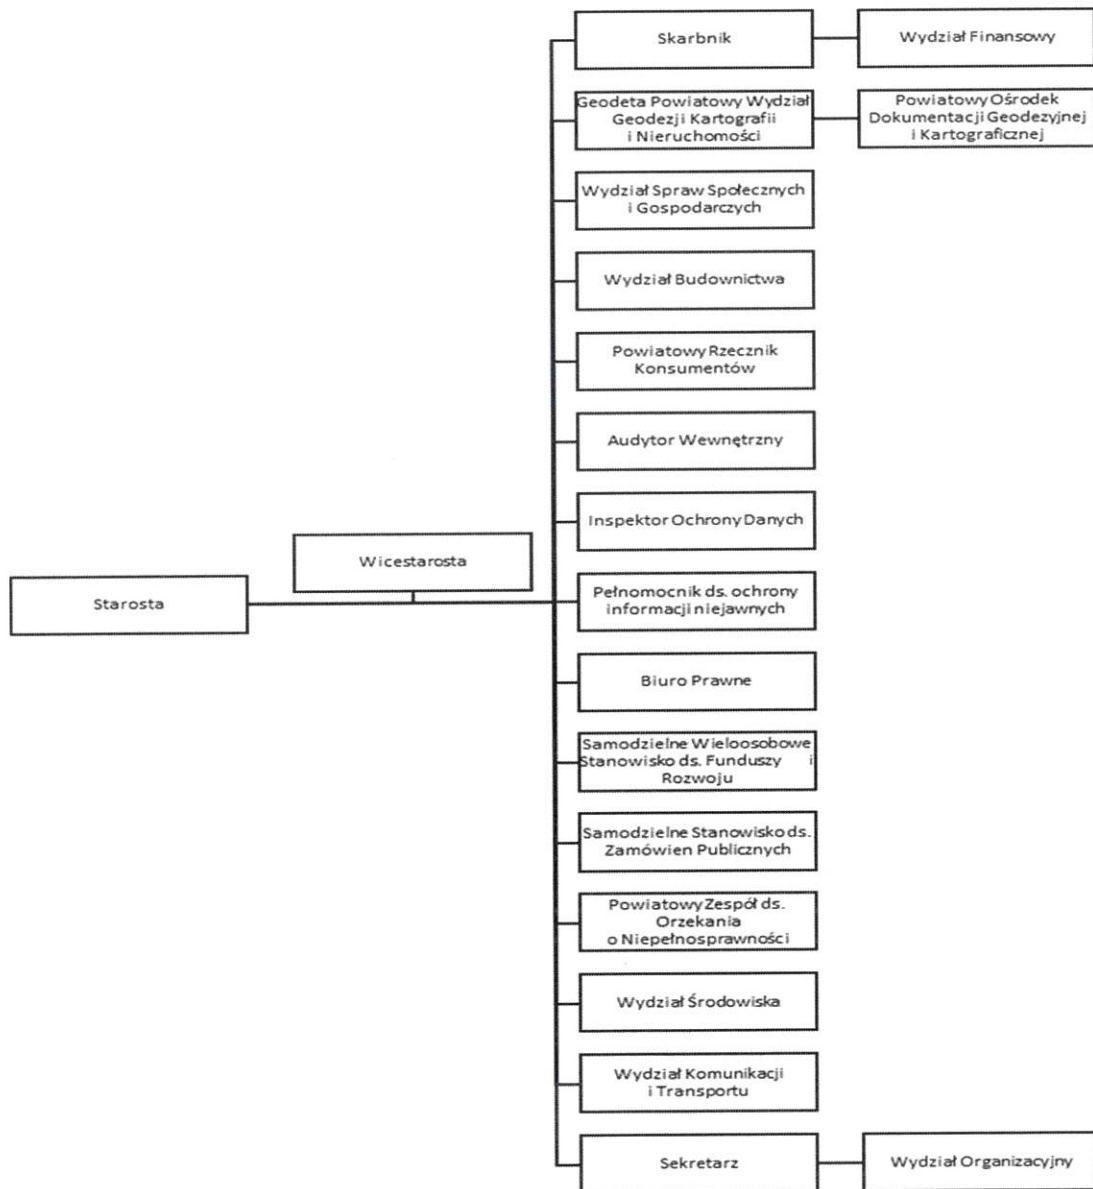 Skarbnik
Wydział Finansowy
Geodeta Powiatowy Wydział
Geodezji Kartografii
i Nieruchomości
Powiatowy Ośrodek
Dokumentacji Geodezyjnej
i Kartograficznej
Wydział Spraw Społecznych
i Gospodarczych
Wydział Budownictwa
Powiatowy Rzecznik
Konsumentów
Audytor Wewnętrzny
Inspektor Ochrony Danych
Wicestarosta
Starosta
Pełnomocnik ds. ochrony
informacji niejawnych
Biuro Prawne
Samodzielne Wieloosobowe
Stanowisko ds. Funduszy i
Rozwoju
Samodzielne Stanowisko ds.
Zamówien Publicznych
Powiatowy Zespół ds.
Orzekania
o Niepełnosprawności
Wydział Środowiska
Wydział Komunikacji
i Transportu
Sekretarz
Wydział Organizacyjny